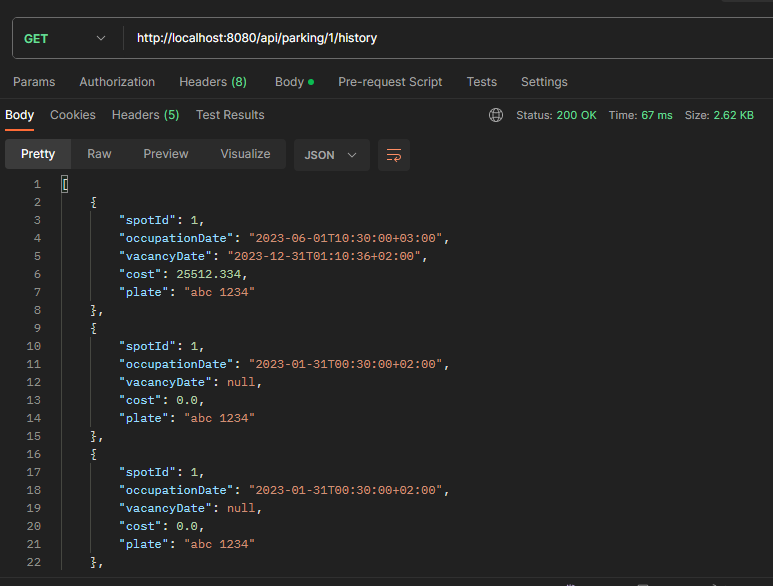 GET http://localhost:8080/api/parking/1/history
Params Authorization Headers (8) Body Pre-request Script Tests Settings
Body Cookies Headers (5) Test Results Status: 200 OK Time: 67 ms Size: 2.62 KB
Pretty Raw Preview Visualize JSON
1 [
2 {
3 "spotId": 1,
4 "occupationDate": "2023-06-01T10:30:00+03:00",
5 "vacancyDate": "2023-12-31T01:10:36+02:00",
6 "cost": 25512.334,
7 "plate": "abc 1234"
8 },
9 {
10 "spotId": 1,
11 "occupationDate": "2023-01-31T00:30:00+02:00",
12 "vacancyDate": null,
13 "cost": 0.0,
14 "plate": "abc 1234"
15 },
16 {
17 "spotId": 1,
18 "occupationDate": "2023-01-31T00:30:00+02:00",
19 "vacancyDate": null,
20 "cost": 0.0,
21 "plate": "abc 1234"
22 },